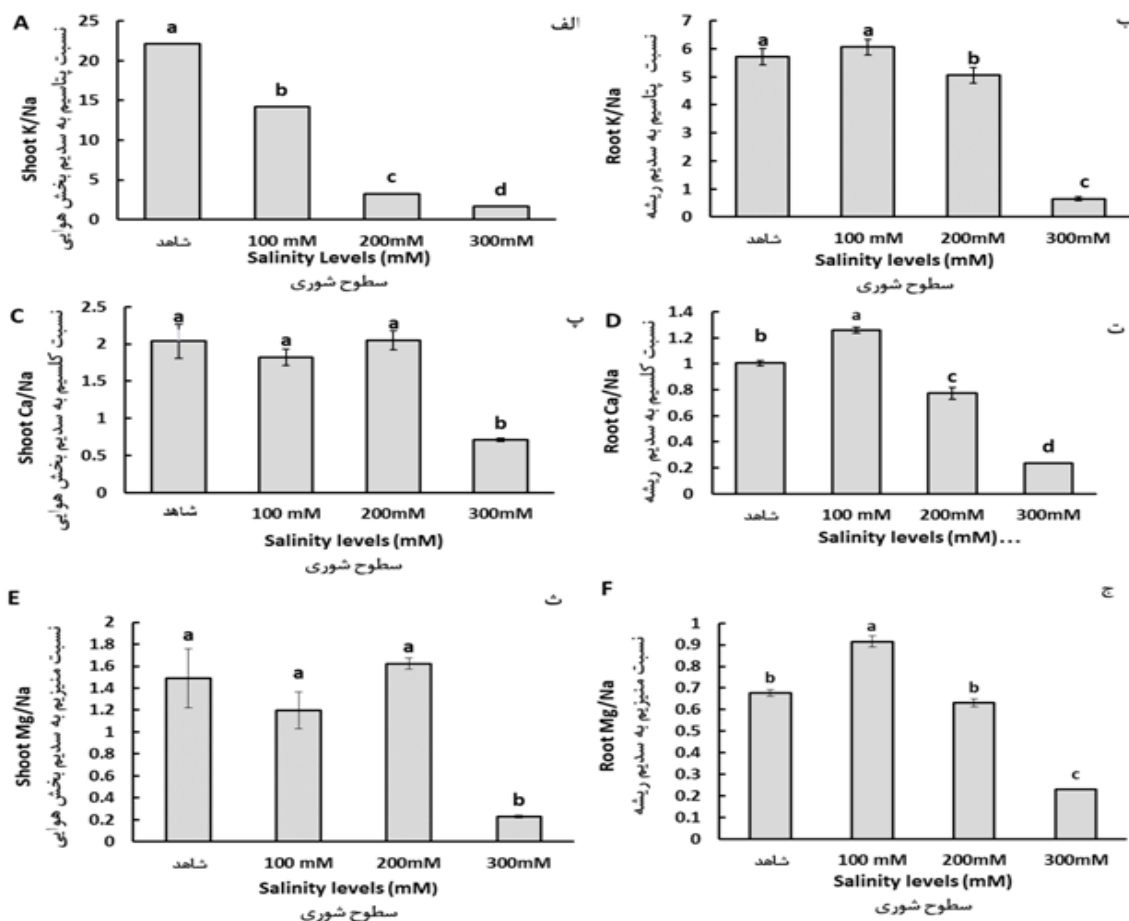 A
الف
25
20
15
10
5
0
Shoot K/Na
نسبت پتاسیم به سدیم بخش هوایی
a
b
c
d
شاهد 100 mM 200mM 300mM
Salinity Levels (mM)
سطوح شوری
ب
7
6
5
4
3
2
1
0
Root K/Na
نسبت پتاسیم به سدیم ریشه
a
a
b
c
شاهد 100 mM 200mM 300mM
Salinity levels (mM)
سطوح شوری
C
پ
2.5
2
1.5
1
0.5
0
Shoot Ca/Na
نسبت کلسیم به سدیم بخش هوایی
a
a
a
b
شاهد 100 mM 200mM 300mM
Salinity levels (mM)
سطوح شوری
D
ت
1.4
1.2
1
0.8
0.6
0.4
0.2
0
Root Ca/Na
نسبت کلسیم به سدیم ریشه
b
a
c
d
شاهد 100 mM 200mM 300mM
Salinity levels (mM)...
E
ث
2
1.8
1.6
1.4
1.2
1
0.8
0.6
0.4
0.2
0
Shoot Mg/Na
نسبت منیزیم به سدیم بخش هوایی
a
a
a
b
شاهد 100 mM 200mM 300mM
Salinity levels (mM)
سطوح شوری
F
ج
1
0.9
0.8
0.7
0.6
0.5
0.4
0.3
0.2
0.1
0
Root Mg/Na
نسبت منیزیم به سدیم ریشه
b
a
b
c
شاهد 100 mM 200mM 300mM
Salinity levels (mM)
سطوح شوری